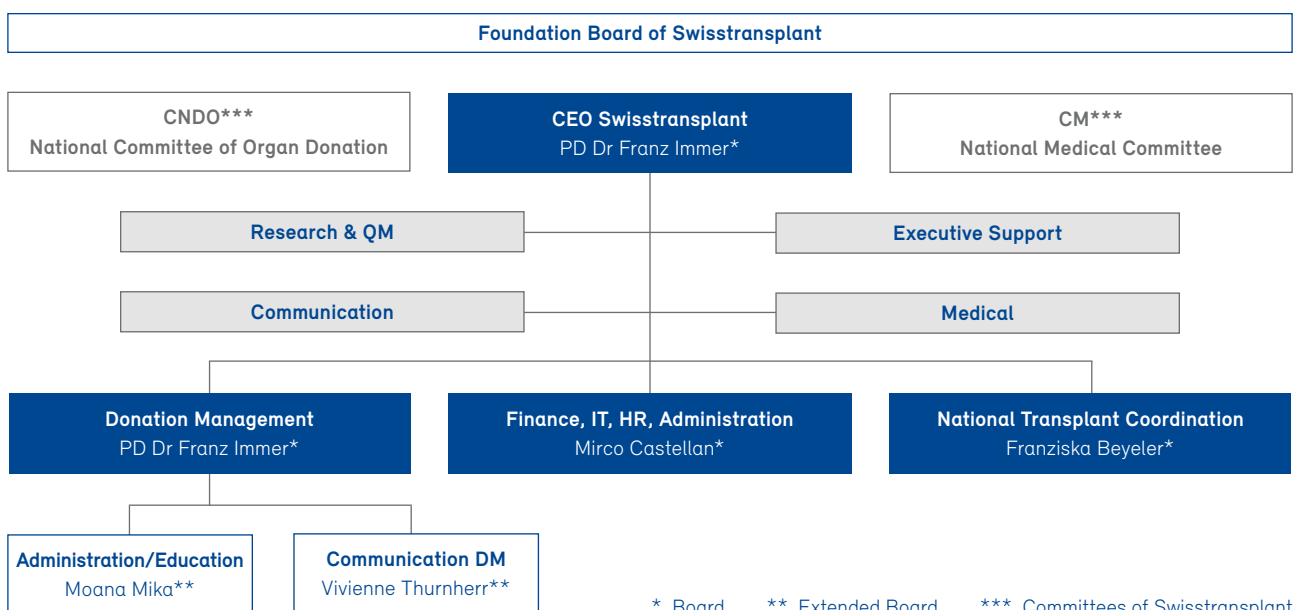 Foundation Board of Swisstransplant
CNDO***
National Committee of Organ Donation
CEO Swisstransplant
PD Dr Franz Immer*
CM***
National Medical Committee
Research & QM
Executive Support
Communication
Medical
Donation Management
PD Dr Franz Immer*
Finance, IT, HR, Administration
Mirco Castellan*
National Transplant Coordination
Franziska Beyeler*
Administration/Education
Moana Mika**
Communication DM
Vivienne Thurnherr**
* Board ** Extended Board *** Committees of Swisstransplant